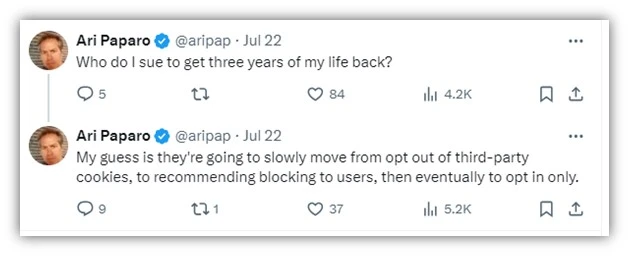 Ari Paparo @aripap · Jul 22
Who do I sue to get three years of my life back?
5 84 4.2K
Ari Paparo @aripap · Jul 22
My guess is they're going to slowly move from opt out of third-party
cookies, to recommending blocking to users, then eventually to opt in only.
9 1 37 5.2K